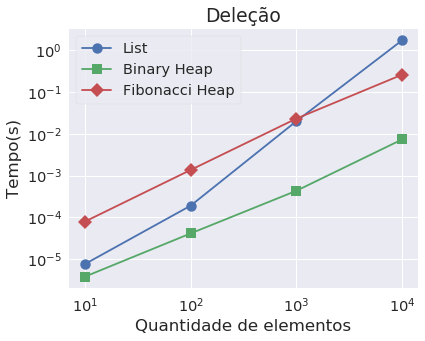 Deleção
List
Binary Heap
Fibonacci Heap
Tempo(s)
10⁰
10⁻¹
10⁻²
10⁻³
10⁻⁴
10⁻⁵
10¹ 10² 10³ 10⁴
Quantidade de elementos